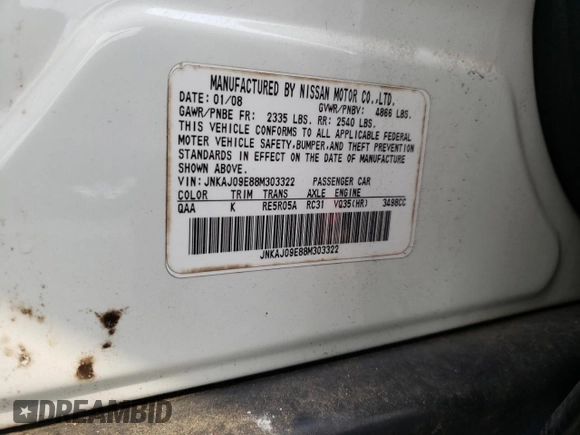 MANUFACTURED BY NISSAN MOTOR CO.,LTD.
DATE: 01/08 GVWR/PNBV: 4866 LBS.
GAWR/PNBE FR: 2335 LBS. RR: 2540 LBS.
THIS VEHICLE CONFORMS TO ALL APPLICABLE FEDERAL
MOTOR VEHICLE SAFETY,BUMPER,AND THEFT PREVENTION
STANDARDS IN EFFECT ON THE DATE OF MANUFACTURE
SHOWN ABOVE.
VIN: JNKAJ09E88M303322 PASSENGER CAR
COLOR TRIM TRANS AXLE ENGINE
QAA K RE5R05A RC31 VQ35(HR) 3498CC
JNKAJ09E88M303322
DREAMBID